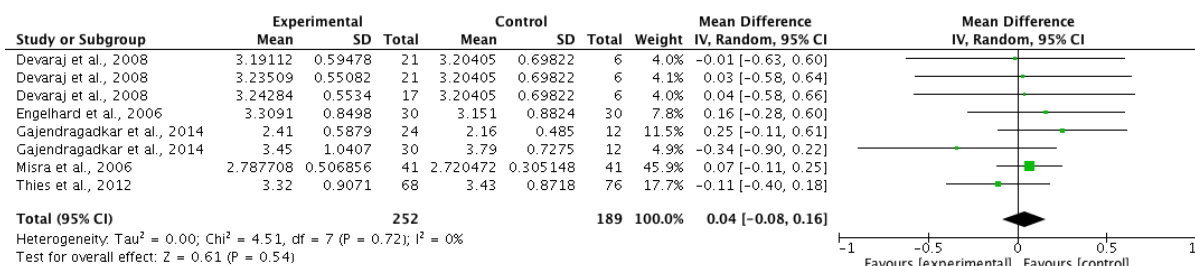 Experimental Control Mean Difference Mean Difference
Study or Subgroup Mean SD Total Mean SD Total Weight IV, Random, 95% CI IV, Random, 95% CI
Devaraj et al., 2008 3.19112 0.59478 21 3.20405 0.69822 6 4.0% -0.01 [-0.63, 0.60]
Devaraj et al., 2008 3.23509 0.55082 21 3.20405 0.69822 6 4.1% 0.03 [-0.58, 0.64]
Devaraj et al., 2008 3.24284 0.5534 17 3.20405 0.69822 6 4.0% 0.04 [-0.58, 0.66]
Engelhard et al., 2006 3.3091 0.8498 30 3.151 0.8824 30 7.8% 0.16 [-0.28, 0.60]
Gajendragadkar et al., 2014 2.41 0.5879 24 2.16 0.485 12 11.5% 0.25 [-0.11, 0.61]
Gajendragadkar et al., 2014 3.45 1.0407 30 3.79 0.7275 12 4.9% -0.34 [-0.90, 0.22]
Misra et al., 2006 2.787708 0.506856 41 2.720472 0.305148 41 45.9% 0.07 [-0.11, 0.25]
Thies et al., 2012 3.32 0.9071 68 3.43 0.8718 76 17.7% -0.11 [-0.40, 0.18]
Total (95% CI) 252 189 100.0% 0.04 [-0.08, 0.16]
Heterogeneity: Tau² = 0.00; Chi² = 4.51, df = 7 (P = 0.72); I² = 0%
Test for overall effect: Z = 0.61 (P = 0.54)
-1 -0.5 0 0.5 1
Favours [experimental] Favours [control]